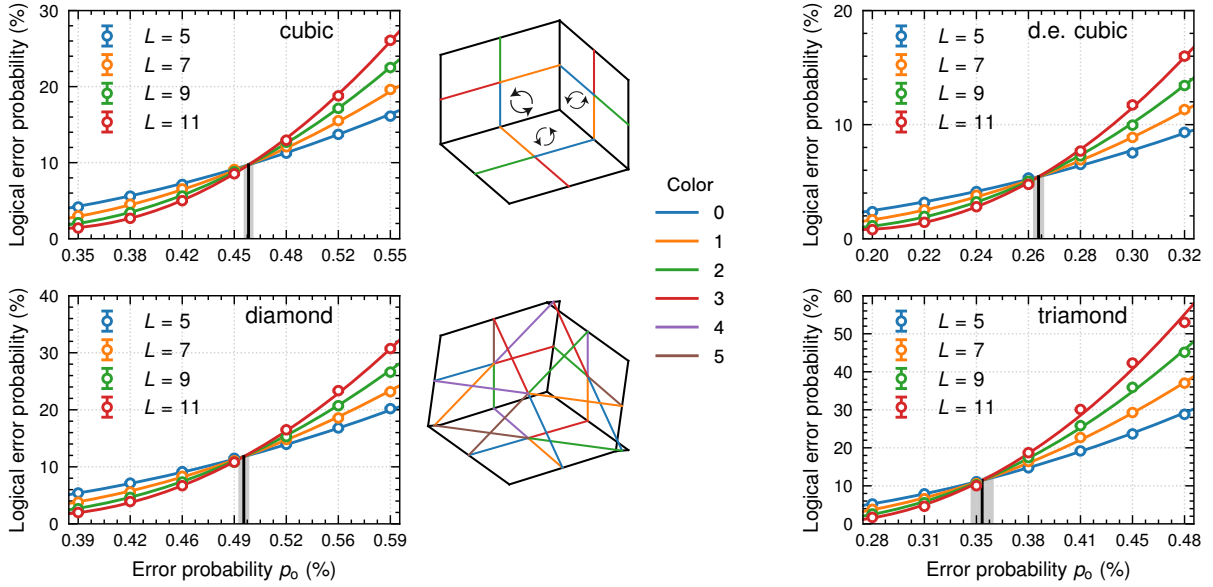 cubic
Logical error probability (%)
30
20
10
0
L = 5
L = 7
L = 9
L = 11
0.35 0.38 0.42 0.45 0.48 0.52 0.55
d.e. cubic
Logical error probability (%)
20
10
0
L = 5
L = 7
L = 9
L = 11
0.20 0.22 0.24 0.26 0.28 0.30 0.32
Color
0
1
2
3
4
5
diamond
Logical error probability (%)
40
30
20
10
0
L = 5
L = 7
L = 9
L = 11
0.39 0.42 0.46 0.49 0.52 0.56 0.59
Error probability pₒ (%)
triamond
Logical error probability (%)
60
50
40
30
20
10
0
L = 5
L = 7
L = 9
L = 11
0.28 0.31 0.35 0.38 0.41 0.45 0.48
Error probability pₒ (%)